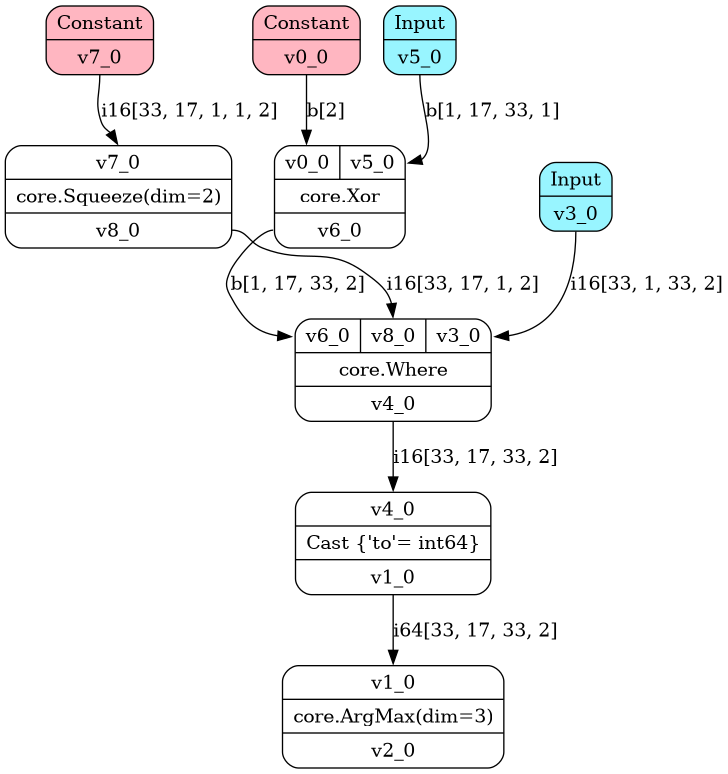 Constant
v7_0
Constant
v0_0
Input
v5_0
i16[33, 17, 1, 1, 2]
b[2]
b[1, 17, 33, 1]
v7_0
core.Squeeze(dim=2)
v8_0
v0_0 v5_0
core.Xor
v6_0
Input
v3_0
b[1, 17, 33, 2]
i16[33, 17, 1, 2]
i16[33, 1, 33, 2]
v6_0 v8_0 v3_0
core.Where
v4_0
i16[33, 17, 33, 2]
v4_0
Cast {'to'= int64}
v1_0
i64[33, 17, 33, 2]
v1_0
core.ArgMax(dim=3)
v2_0